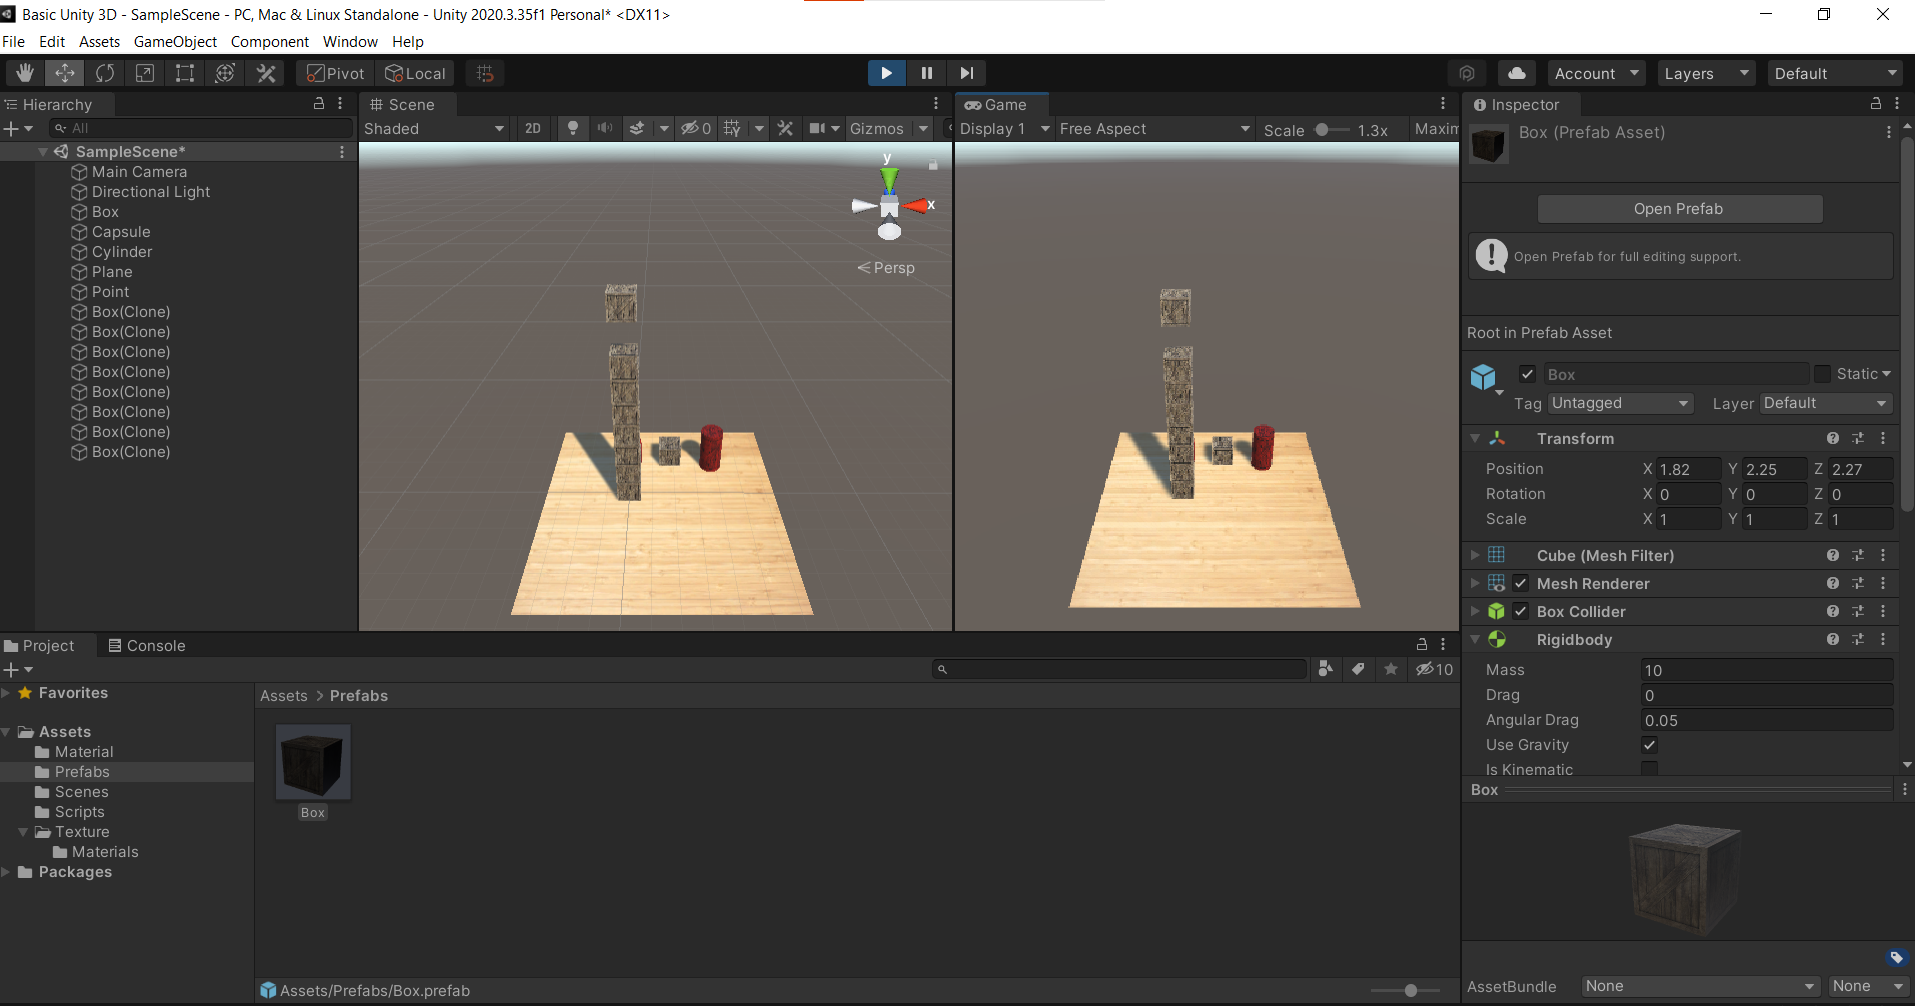 Basic Unity 3D - SampleScene - PC, Mac & Linux Standalone - Unity 2020.3.35f1 Personal* <DX11>
File Edit Assets GameObject Component Window Help
Pivot Local Account Layers Default
Hierarchy
All
SampleScene*
Main Camera
Directional Light
Box
Capsule
Cylinder
Plane
Point
Box(Clone)
Box(Clone)
Box(Clone)
Box(Clone)
Box(Clone)
Box(Clone)
Box(Clone)
Box(Clone)
Scene
Shaded 2D 0 Gizmos
y
x
Persp
Game
Display 1 Free Aspect Scale 1.3x Maxim
Inspector
Box (Prefab Asset)
Open Prefab
Open Prefab for full editing support.
Root in Prefab Asset
Box Static
Tag Untagged Layer Default
Transform
Position X 1.82 Y 2.25 Z 2.27
Rotation X 0 Y 0 Z 0
Scale X 1 Y 1 Z 1
Cube (Mesh Filter)
Mesh Renderer
Box Collider
Rigidbody
Mass 10
Drag 0
Angular Drag 0.05
Use Gravity
Is Kinematic
Box
AssetBundle None None
Project Console
10
Favorites
Assets
Material
Prefabs
Scenes
Scripts
Texture
Materials
Packages
Assets > Prefabs
Box
Assets/Prefabs/Box.prefab